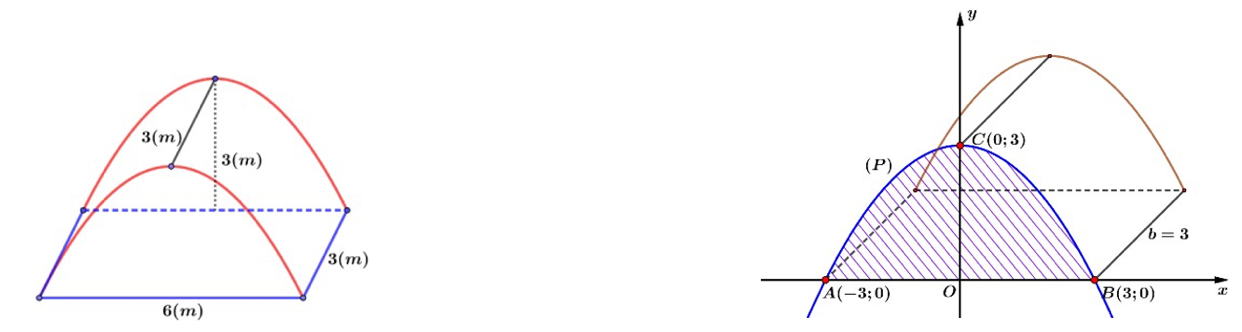 3(m)
3(m)
3(m)
6(m)
y
C(0; 3)
(P)
b = 3
A(−3; 0)
O
B(3; 0)
x